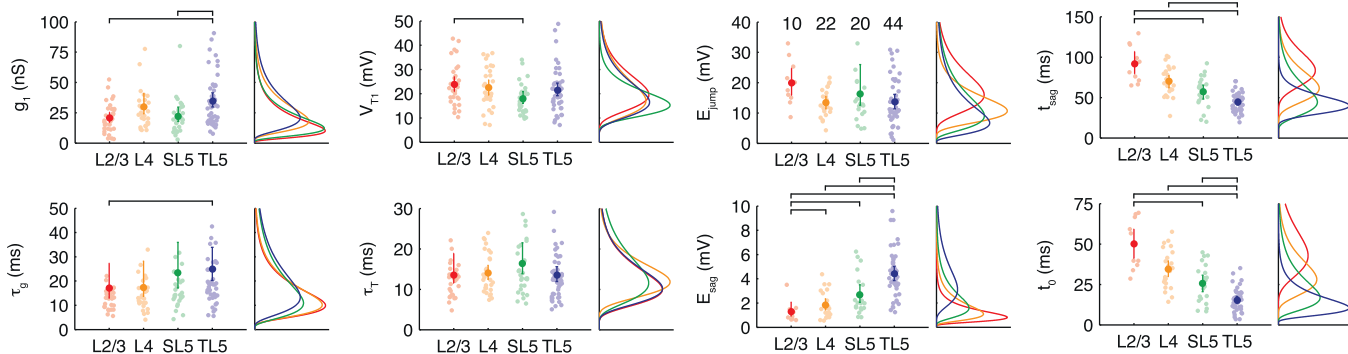 g1 (nS)
100
75
50
25
0
L2/3 L4 SL5 TL5
VT1 (mV)
50
40
30
20
10
0
L2/3 L4 SL5 TL5
Ejump (mV)
40
30
20
10
0
10 22 20 44
L2/3 L4 SL5 TL5
tsag (ms)
150
100
50
0
L2/3 L4 SL5 TL5
τg (ms)
50
40
30
20
10
0
L2/3 L4 SL5 TL5
τT (ms)
30
20
10
0
L2/3 L4 SL5 TL5
Esag (mV)
10
8
6
4
2
0
L2/3 L4 SL5 TL5
t0 (ms)
75
50
25
0
L2/3 L4 SL5 TL5